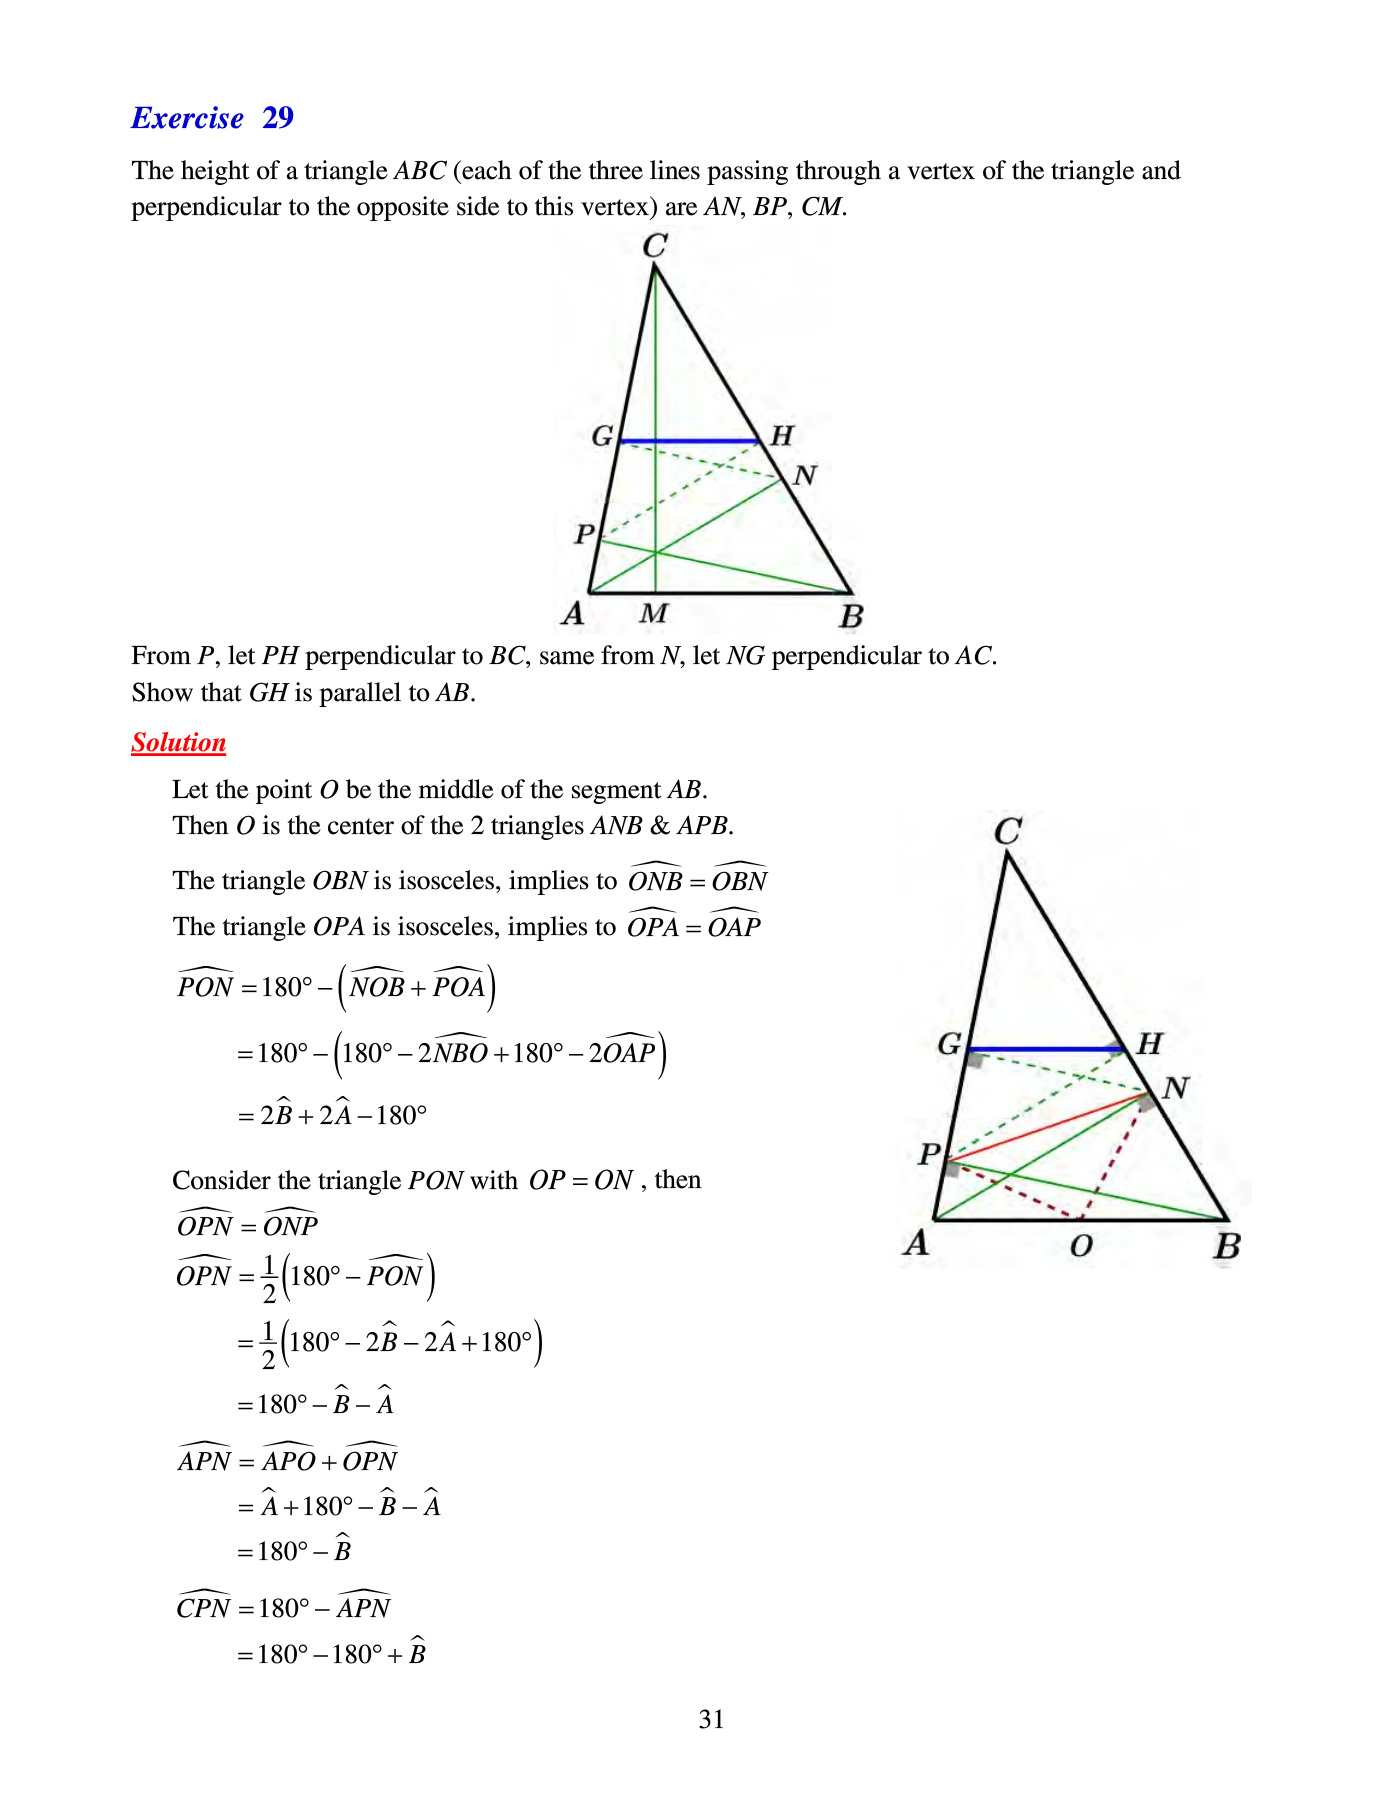 Exercise 29
The height of a triangle ABC (each of the three lines passing through a vertex of the triangle and
perpendicular to the opposite side to this vertex) are AN, BP, CM.
C
G H
N
P
A M B
From P, let PH perpendicular to BC, same from N, let NG perpendicular to AC.
Show that GH is parallel to AB.
Solution
Let the point O be the middle of the segment AB.
Then O is the center of the 2 triangles ANB & APB.
The triangle OBN is isosceles, implies to \widehat{ONB} = \widehat{OBN}
The triangle OPA is isosceles, implies to \widehat{OPA} = \widehat{OAP}
\widehat{PON} = 180° − (\widehat{NOB} + \widehat{POA})
= 180° − (180° − 2\widehat{NBO} + 180° − 2\widehat{OAP})
= 2\widehat{B} + 2\widehat{A} − 180°
Consider the triangle PON with OP = ON , then
\widehat{OPN} = \widehat{ONP}
\widehat{OPN} = \frac{1}{2}(180° − \widehat{PON})
= \frac{1}{2}(180° − 2\widehat{B} − 2\widehat{A} + 180°)
= 180° − \widehat{B} − \widehat{A}
\widehat{APN} = \widehat{APO} + \widehat{OPN}
= \widehat{A} + 180° − \widehat{B} − \widehat{A}
= 180° − \widehat{B}
\widehat{CPN} = 180° − \widehat{APN}
= 180° − 180° + \widehat{B}
C
G H
N
P
A O B
31